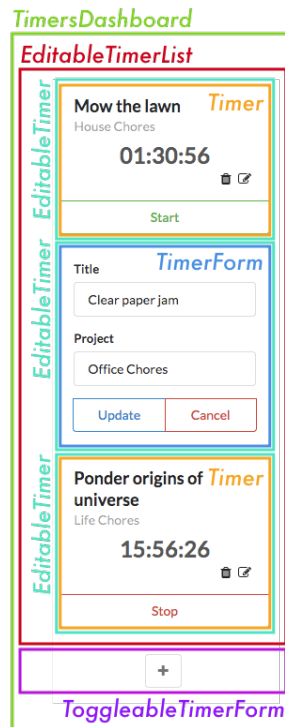 TimersDashboard
EditableTimerList
EditableTimer
Mow the lawn
Timer
House Chores
01:30:56
Start
EditableTimer
TimerForm
Title
Clear paper jam
Project
Office Chores
Update
Cancel
EditableTimer
Ponder origins of
Timer
universe
Life Chores
15:56:26
Stop
+
ToggleableTimerForm